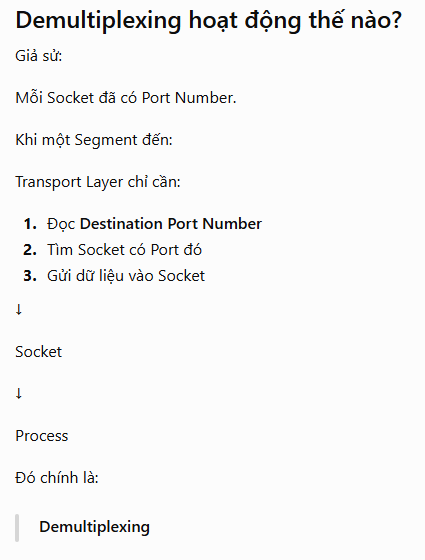 Demultiplexing hoạt động thế nào?
Giả sử:
Mỗi Socket đã có Port Number.
Khi một Segment đến:
Transport Layer chỉ cần:
1. Đọc Destination Port Number
2. Tìm Socket có Port đó
3. Gửi dữ liệu vào Socket
↓
Socket
↓
Process
Đó chính là:
Demultiplexing